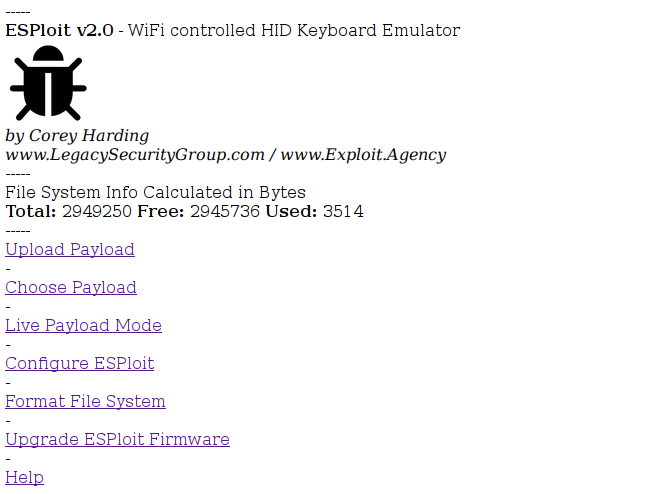 -----
ESPloit v2.0 - WiFi controlled HID Keyboard Emulator
by Corey Harding
www.LegacySecurityGroup.com / www.Exploit.Agency
-----
File System Info Calculated in Bytes
Total: 2949250 Free: 2945736 Used: 3514
-----
Upload Payload
-
Choose Payload
-
Live Payload Mode
-
Configure ESPloit
-
Format File System
-
Upgrade ESPloit Firmware
-
Help